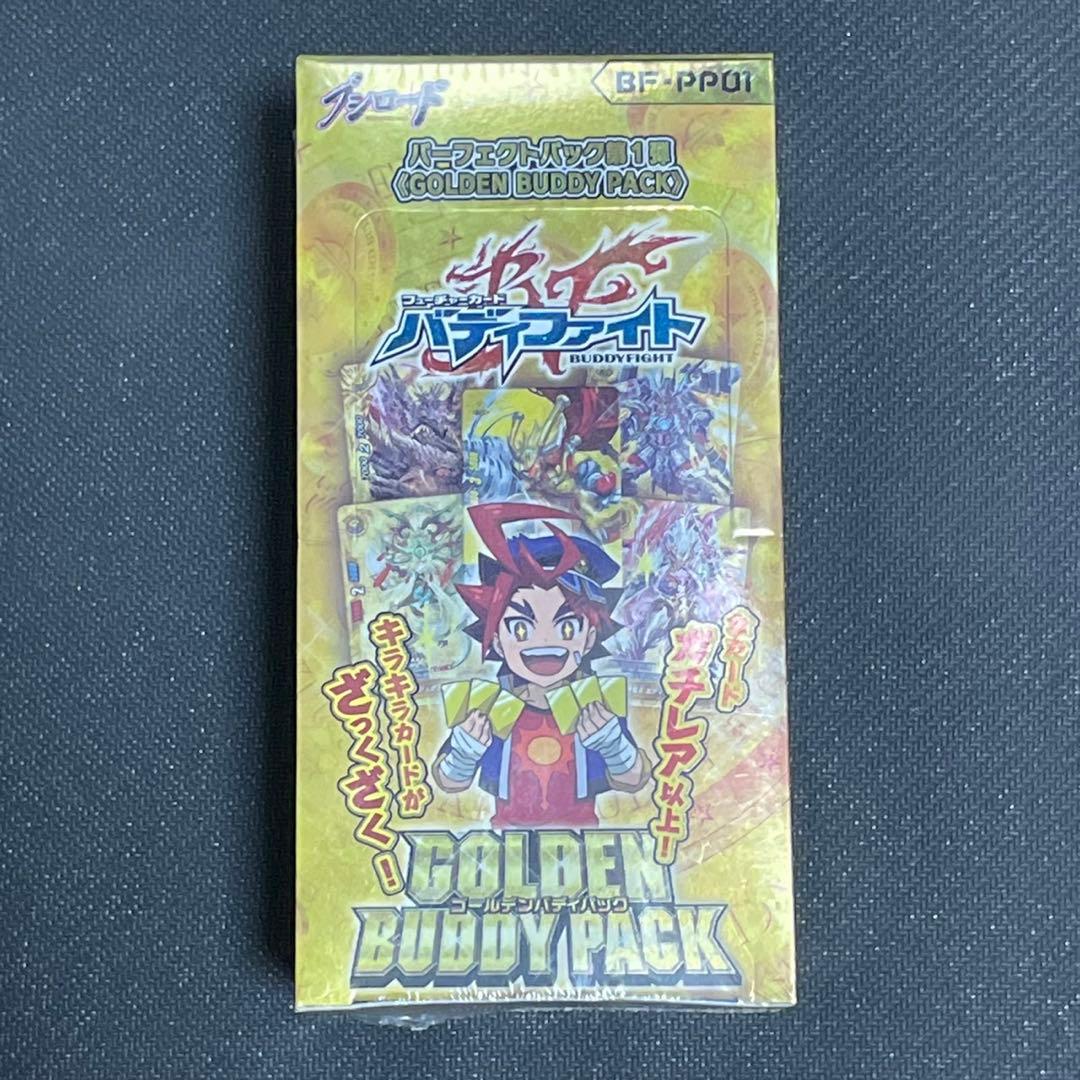 ブシロード
BF-PP01
パーフェクトパック第1弾
《GOLDEN BUDDY PACK》
フューチャーカード
バディファイト
BUDDYFIGHT
全カード
ガチレア以上!
キラキラカードが
ざっくざく!
GOLDEN
ゴールデンバディパック
BUDDY PACK